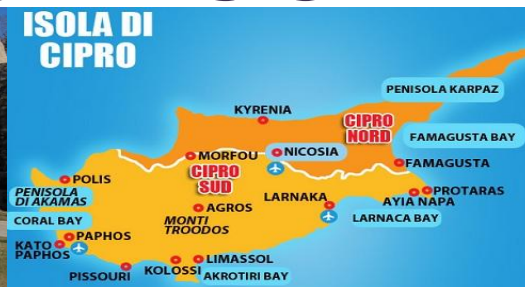 ISOLA DI
CIPRO
PENISOLA KARPAZ
KYRENIA
CIPRO
NORD
FAMAGUSTA BAY
MORFOU
NICOSIA
FAMAGUSTA
CIPRO
SUD
POLIS
PENISOLA
DI AKAMAS
LARNAKA
PROTARAS
AYIA NAPA
AGROS
CORAL BAY
MONTI
TROODOS
LARNACA BAY
PAPHOS
KATO
PAPHOS
PISSOURI
KOLOSSI
LIMASSOL
AKROTIRI BAY